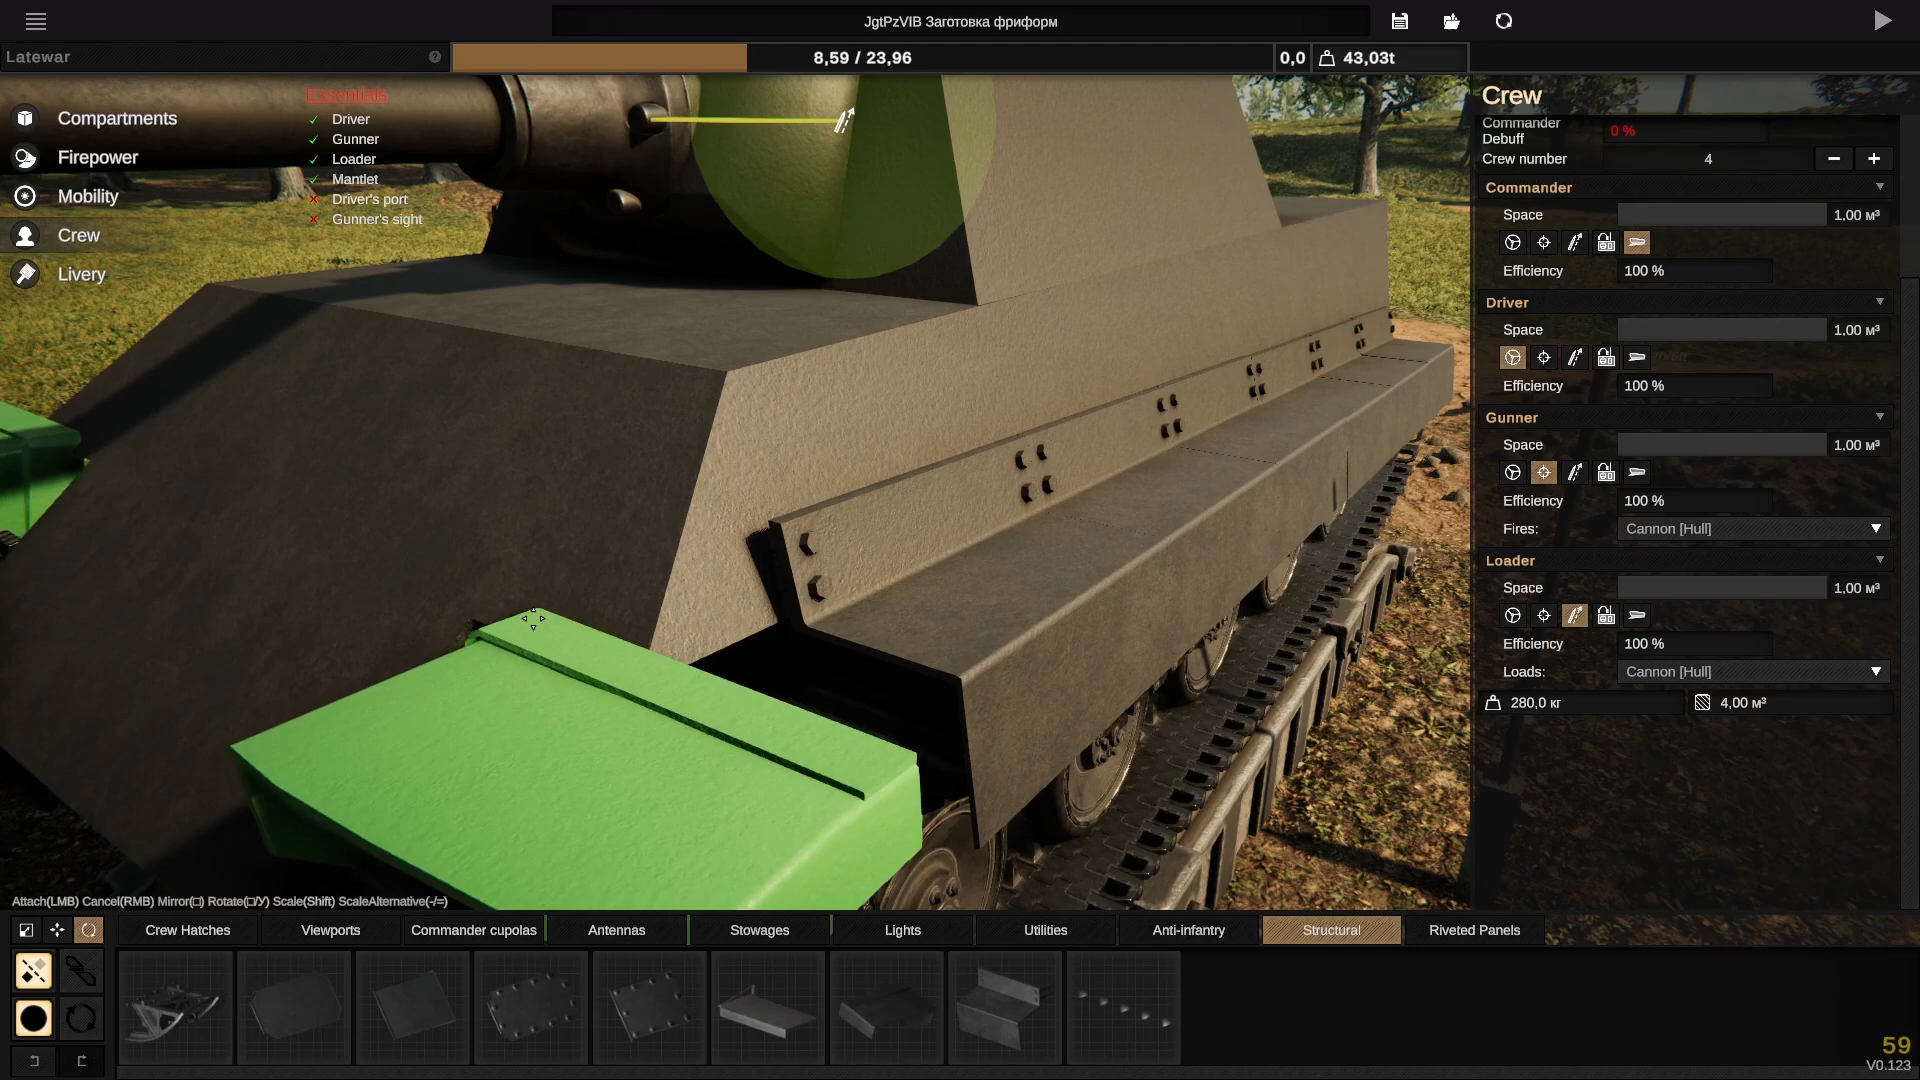 JgtPzVIB Заготовка фриформ
Latewar
8,59 / 23,96
0,0
43,03t
Essentials
Driver
Gunner
Loader
Mantlet
Driver's port
Gunner's sight
Compartments
Firepower
Mobility
Crew
Livery
Crew
Commander Debuff
0 %
Crew number
4
Commander
Space
1,00 м³
Efficiency
100 %
Driver
Space
1,00 м³
Efficiency
100 %
Gunner
Space
1,00 м³
Efficiency
100 %
Fires:
Cannon [Hull]
Loader
Space
1,00 м³
Efficiency
100 %
Loads:
Cannon [Hull]
280,0 кг
4,00 м³
Attach(LMB) Cancel(RMB) Mirror(□) Rotate(□/У) Scale(Shift) ScaleAlternative(-/=)
Crew Hatches
Viewports
Commander cupolas
Antennas
Stowages
Lights
Utilities
Anti-infantry
Structural
Riveted Panels
59
V0.123